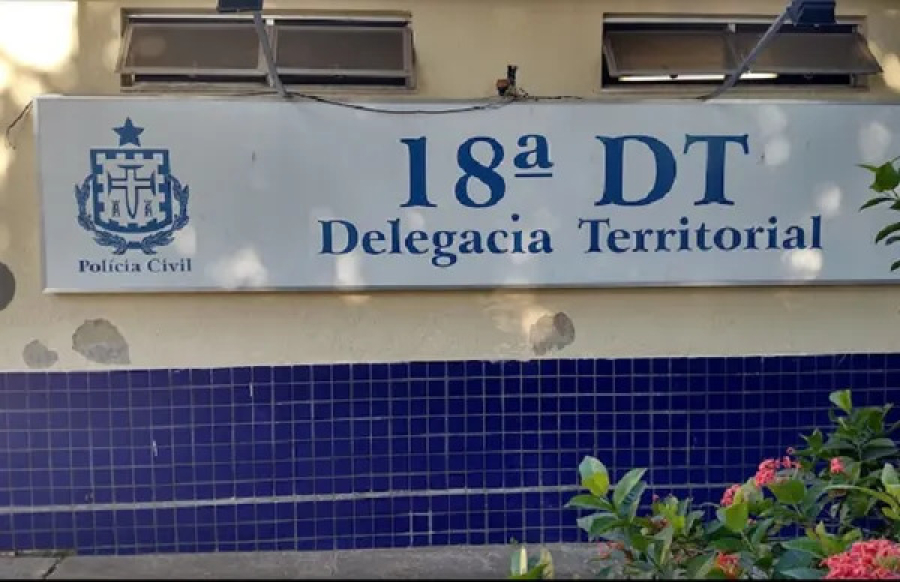 18ª DT
Delegacia Territorial
Polícia Civil